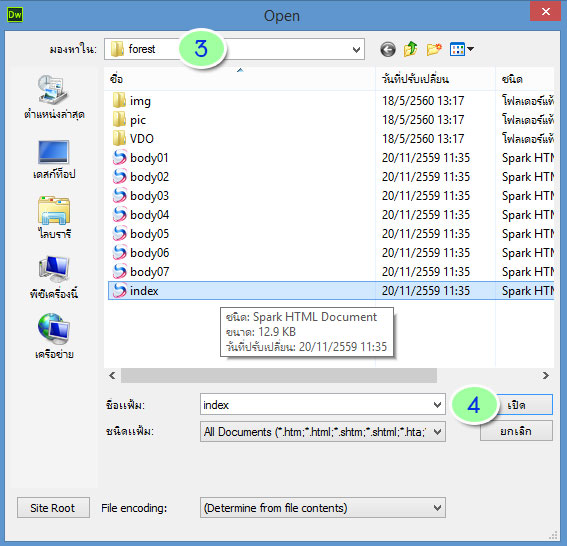 Dw Open
มองหาใน: forest 3
ชื่อ วันที่ปรับเปลี่ยน ชนิด
img 18/5/2560 13:17 โฟลเดอร์แฟ้
pic 18/5/2560 13:17 โฟลเดอร์แฟ้
VDO 18/5/2560 13:17 โฟลเดอร์แฟ้
body01 20/11/2559 11:35 Spark HTM
body02 20/11/2559 11:35 Spark HTM
body03 20/11/2559 11:35 Spark HTM
body04 20/11/2559 11:35 Spark HTM
body05 20/11/2559 11:35 Spark HTM
body06 20/11/2559 11:35 Spark HTM
body07 20/11/2559 11:35 Spark HTM
index 20/11/2559 11:35 Spark HTM
ตำแหน่งล่าสุด
เดสก์ท็อป
ไลบรารี
พีซีเครื่องนี้
เครือข่าย
ชนิด: Spark HTML Document
ขนาด: 12.9 KB
วันที่ปรับเปลี่ยน: 20/11/2559 11:35
ชื่อแฟ้ม: index 4 เปิด
ชนิดแฟ้ม: All Documents (*.htm;*.html;*.shtm;*.shtml;*.hta; ยกเลิก
Site Root File encoding: (Determine from file contents)